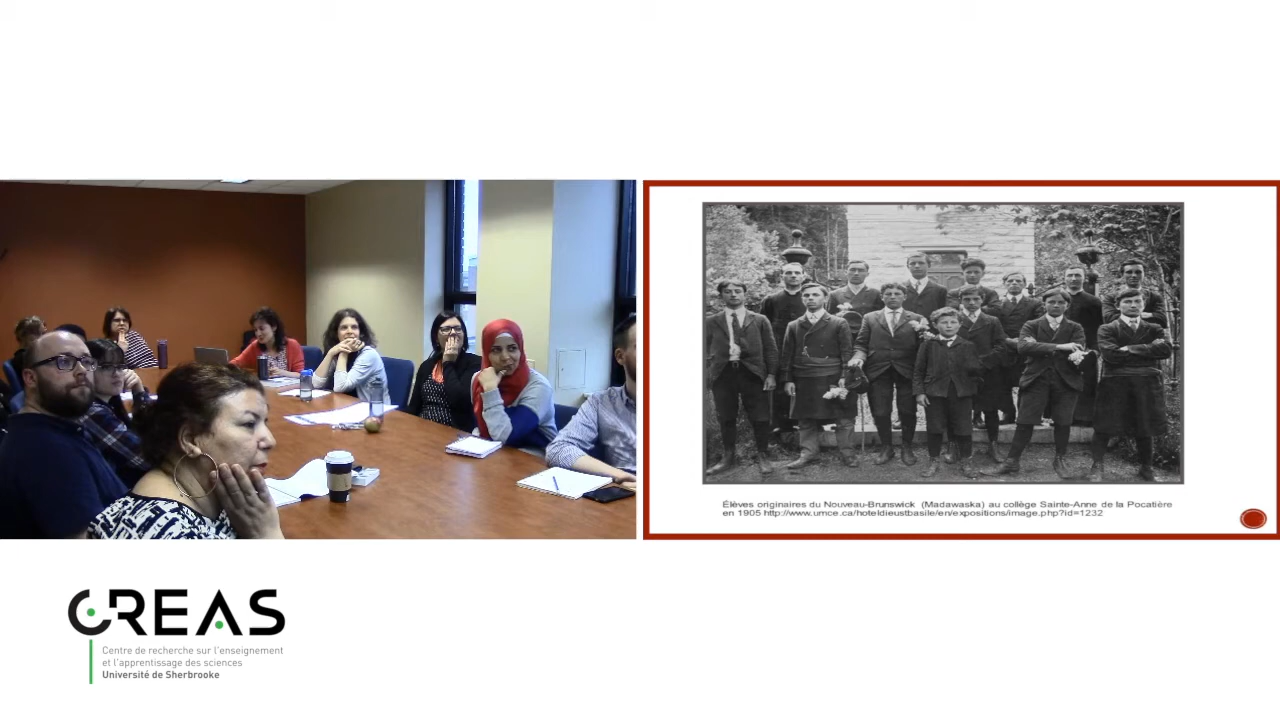 Élèves originaires du Nouveau-Brunswick (Madawaska) au collège Sainte-Anne de la Pocatière
en 1905 http://www.umce.ca/hoteldieustbasile/en/expositions/image.php?id=1232
CREAS
Centre de recherche sur l'enseignement
et l'apprentissage des sciences
Université de Sherbrooke